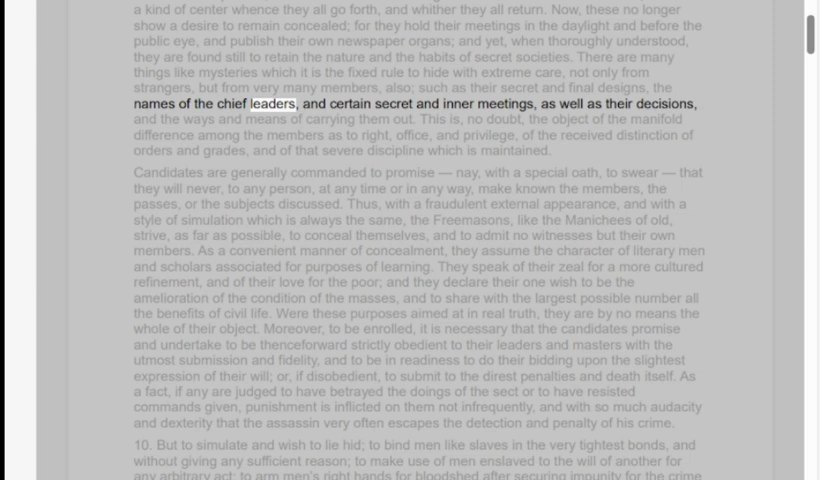 a kind of center whence they all go forth, and whither they all return. Now, these no longer
show a desire to remain concealed; for they hold their meetings in the daylight and before the
public eye, and publish their own newspaper organs; and yet, when thoroughly understood,
they are found still to retain the nature and the habits of secret societies. There are many
things like mysteries which it is the fixed rule to hide with extreme care, not only from
strangers, but from very many members, also; such as their secret and final designs, the
names of the chief leaders, and certain secret and inner meetings, as well as their decisions,
and the ways and means of carrying them out. This is, no doubt, the object of the manifold
difference among the members as to right, office, and privilege, of the received distinction of
orders and grades, and of that severe discipline which is maintained.
Candidates are generally commanded to promise — nay, with a special oath, to swear — that
they will never, to any person, at any time or in any way, make known the members, the
passes, or the subjects discussed. Thus, with a fraudulent external appearance, and with a
style of simulation which is always the same, the Freemasons, like the Manichees of old,
strive, as far as possible, to conceal themselves, and to admit no witnesses but their own
members. As a convenient manner of concealment, they assume the character of literary men
and scholars associated for purposes of learning. They speak of their zeal for a more cultured
refinement, and of their love for the poor; and they declare their one wish to be the
amelioration of the condition of the masses, and to share with the largest possible number all
the benefits of civil life. Were these purposes aimed at in real truth, they are by no means the
whole of their object. Moreover, to be enrolled, it is necessary that the candidates promise
and undertake to be thenceforward strictly obedient to their leaders and masters with the
utmost submission and fidelity, and to be in readiness to do their bidding upon the slightest
expression of their will; or, if disobedient, to submit to the direst penalties and death itself. As
a fact, if any are judged to have betrayed the doings of the sect or to have resisted
commands given, punishment is inflicted on them not infrequently, and with so much audacity
and dexterity that the assassin very often escapes the detection and penalty of his crime.
10. But to simulate and wish to lie hid; to bind men like slaves in the very tightest bonds, and
without giving any sufficient reason; to make use of men enslaved to the will of another for
any arbitrary act; to arm men's right hands for bloodshed after securing impunity for the crime